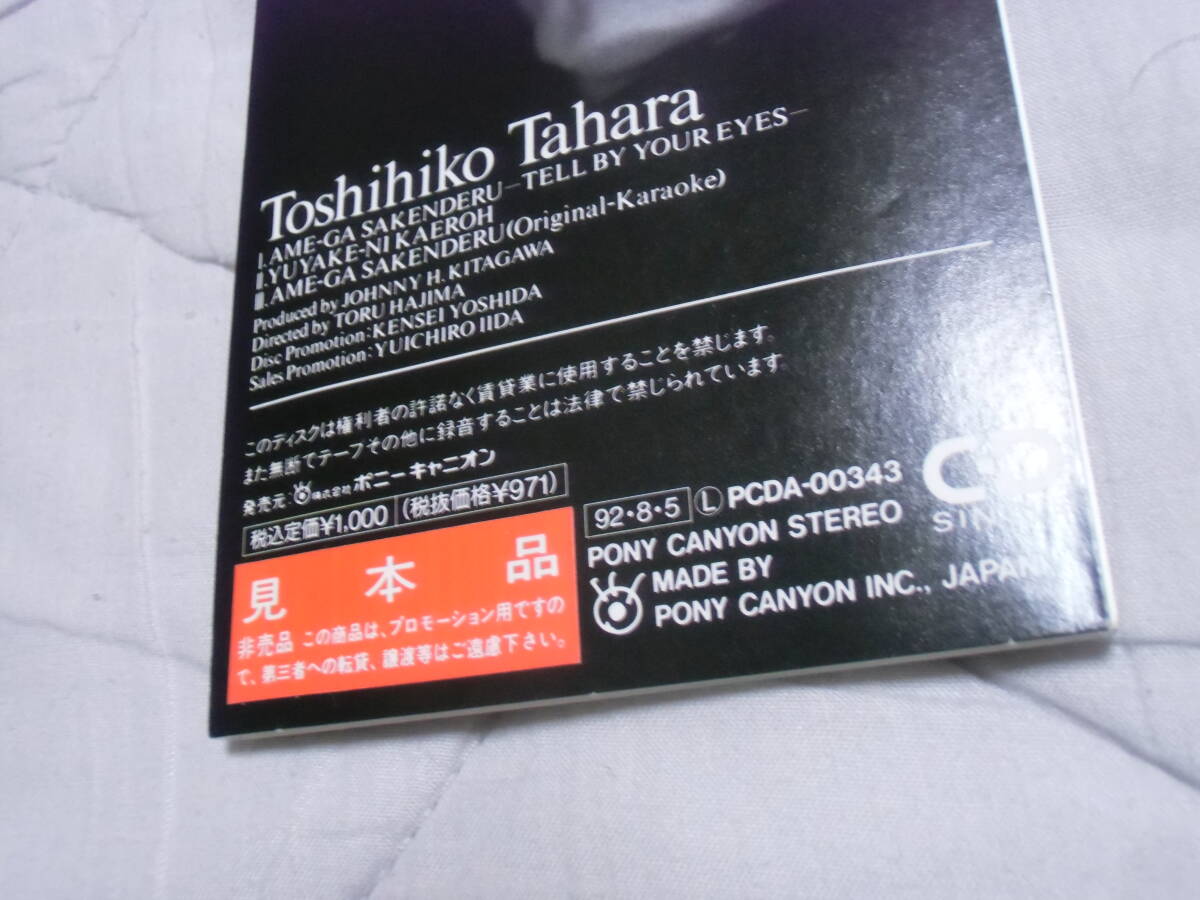 Toshihiko Tahara
I. AME-GA SAKENDERU—TELL BY YOUR EYES—
II. YUYAKE-NI KAEROH
III. AME-GA SAKENDERU(Original-Karaoke)
Produced by JOHNNY H. KITAGAWA
Directed by TORU HAJIMA
Disc Promotion: KENSEI YOSHIDA
Sales Promotion: YUICHIRO IIDA
このディスクは権利者の許諾なく賃貸業に使用することを禁じます。
また無断でテープその他に録音することは法律で禁じられています。
発売元: 株式会社 ポニーキャニオン
税込定価¥1,000 (税抜価格¥971)
見本品
非売品 この商品は、プロモーション用ですの
で、第三者への転貸、譲渡等はご遠慮下さい。
92・8・5 Ⓛ PCDA-00343
PONY CANYON STEREO
MADE BY
PONY CANYON INC., JAPAN
CD